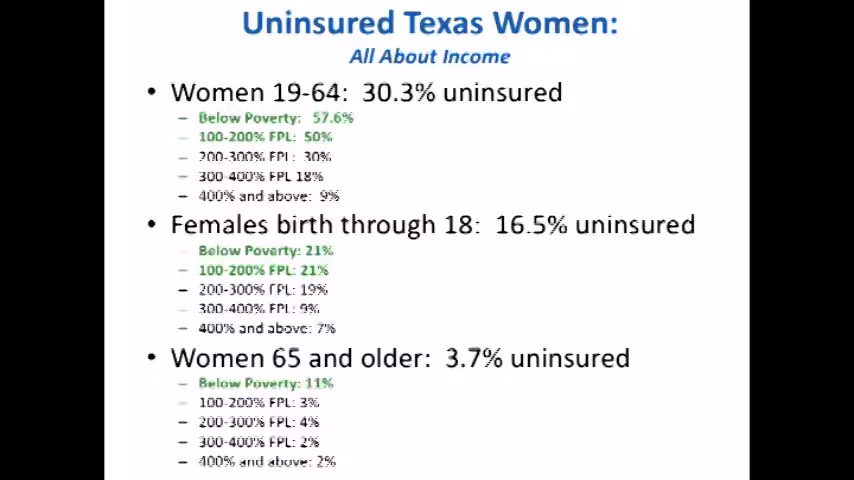 Uninsured Texas Women:
All About Income
• Women 19-64: 30.3% uninsured
– Below Poverty: 57.6%
– 100-200% FPL: 50%
– 200-300% FPL: 30%
– 300-400% FPL 18%
– 400% and above: 9%
• Females birth through 18: 16.5% uninsured
– Below Poverty: 21%
– 100-200% FPL: 21%
– 200-300% FPL: 19%
– 300-400% FPL: 9%
– 400% and above: 7%
• Women 65 and older: 3.7% uninsured
– Below Poverty: 11%
– 100-200% FPL: 3%
– 200-300% FPL: 4%
– 300-400% FPL: 2%
– 400% and above: 2%